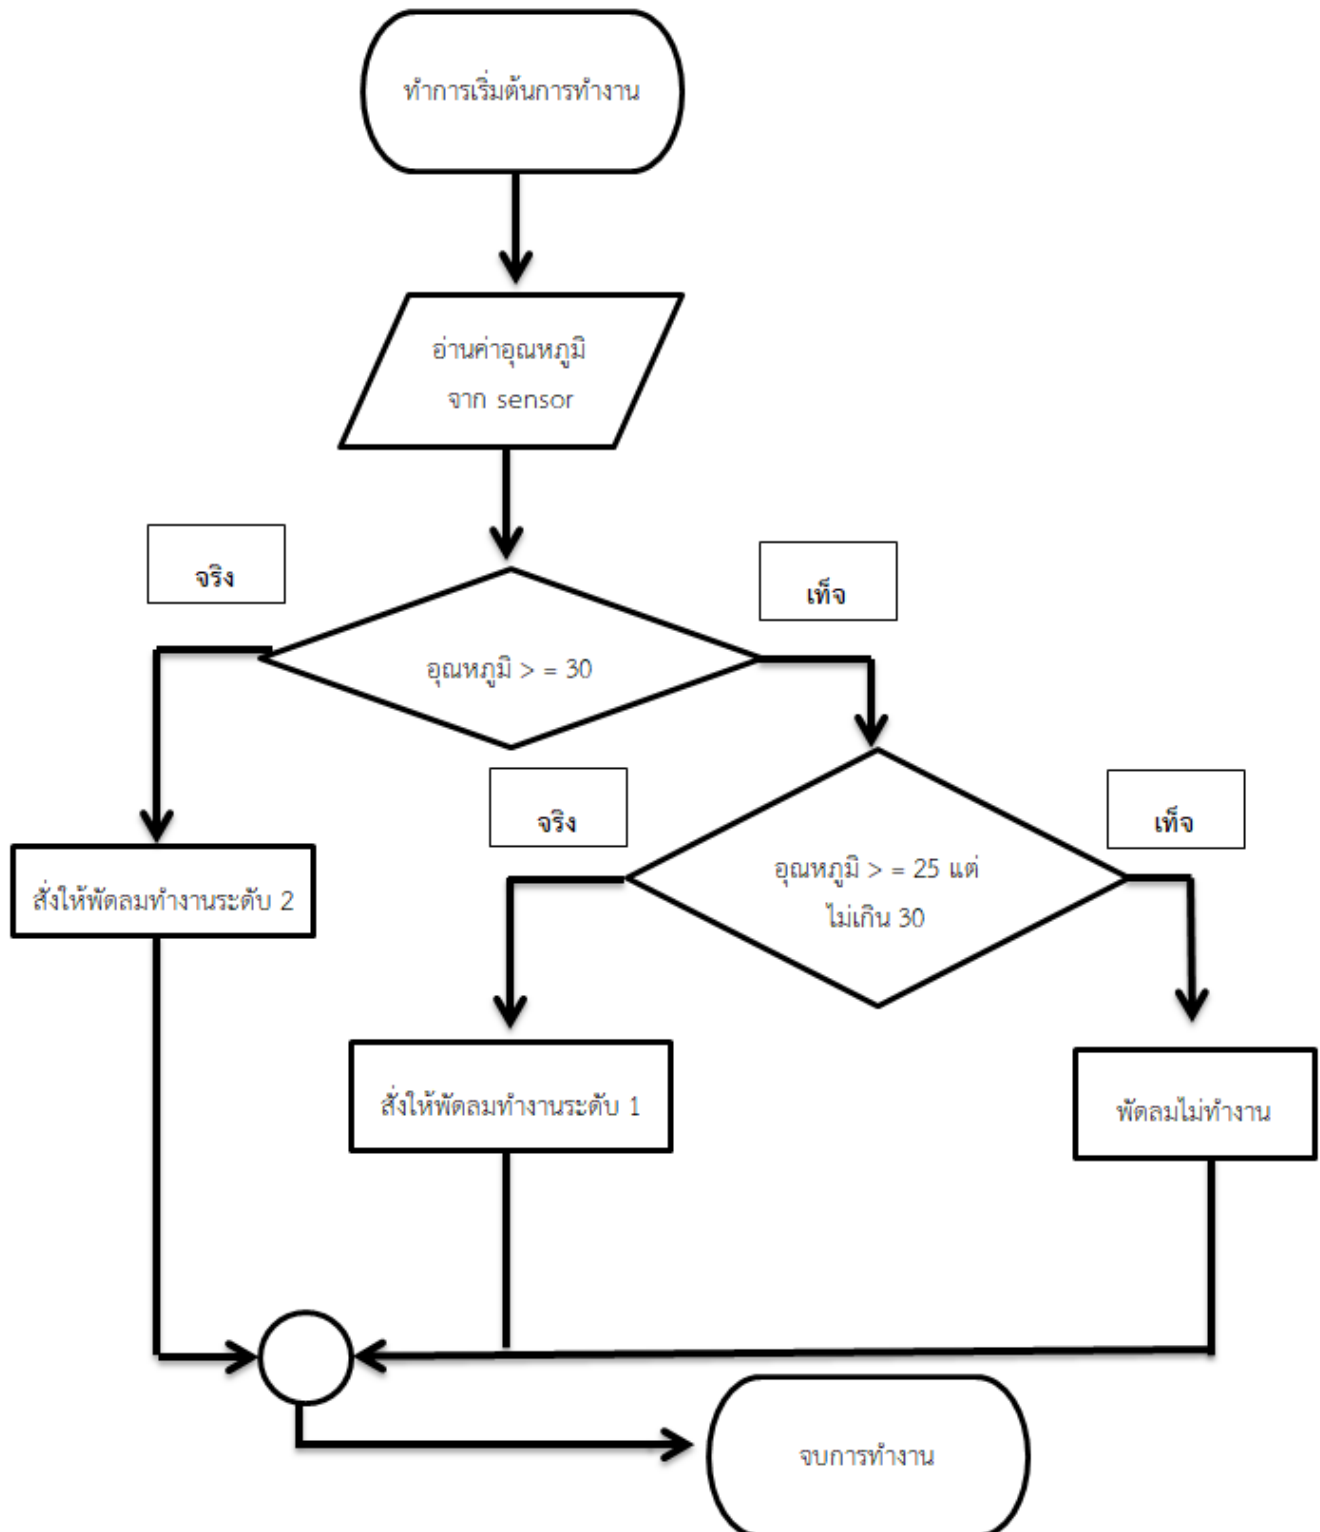 ทำการเริ่มต้นการทำงาน
อ่านค่าอุณหภูมิ
จาก sensor
จริง
เท็จ
อุณหภูมิ > = 30
จริง
เท็จ
อุณหภูมิ > = 25 แต่
ไม่เกิน 30
สั่งให้พัดลมทำงานระดับ 2
สั่งให้พัดลมทำงานระดับ 1
พัดลมไม่ทำงาน
จบการทำงาน